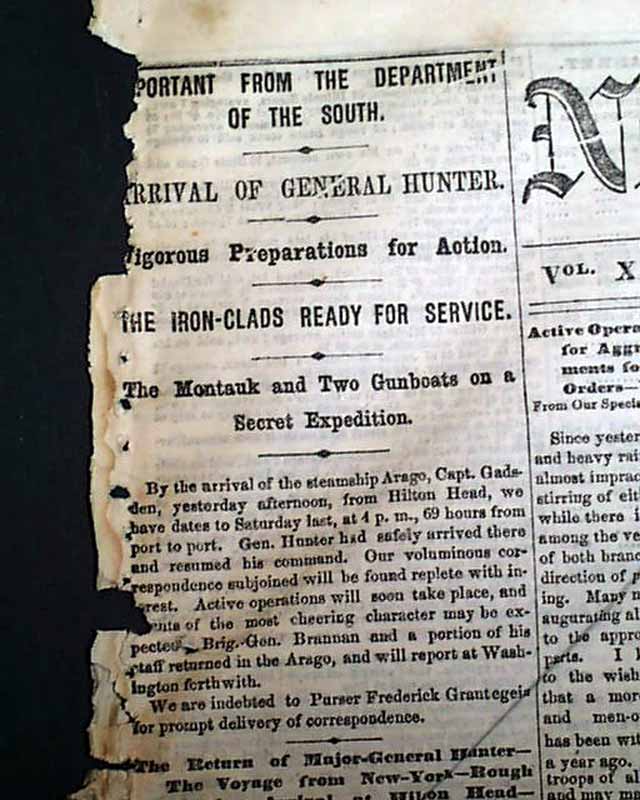 PORTANT FROM THE DEPARTMENT
OF THE SOUTH.
RRIVAL OF GENERAL HUNTER.
Vigorous Preparations for Action.
THE IRON-CLADS READY FOR SERVICE.
The Montauk and Two Gunboats on a
Secret Expedition.
By the arrival of the steamship Arago, Capt. Gads-
den, yesterday afternoon, from Hilton Head, we
have dates to Saturday last, at 4 p. m., 69 hours from
port to port. Gen. Hunter had safely arrived there
and resumed his command. Our voluminous cor-
respondence subjoined will be found replete with in-
rest. Active operations will soon take place, and
ents of the most cheering character may be ex-
pected. Brig.-Gen. Brannan and a portion of his
staff returned in the Arago, and will report at Wash-
ington forthwith.
We are indebted to Purser Frederick Grantegein
for prompt delivery of correspondence.
The Return of Major-General Hunter—
The Voyage from New-York—Rough
Arrival at Hilton Head—
N
VOL. X
Active Opera
for Aggr
ments fo
Orders—
From Our Specia
Since yester
and heavy rai
almost imprac
stirring of eit
while there i
among the ve
of both branc
direction of p
ing. Many n
augurating al
to the appro
parts. I
to the wish
that a mor
and men-o
has been wit
a year ago.
troops of al
and may ma